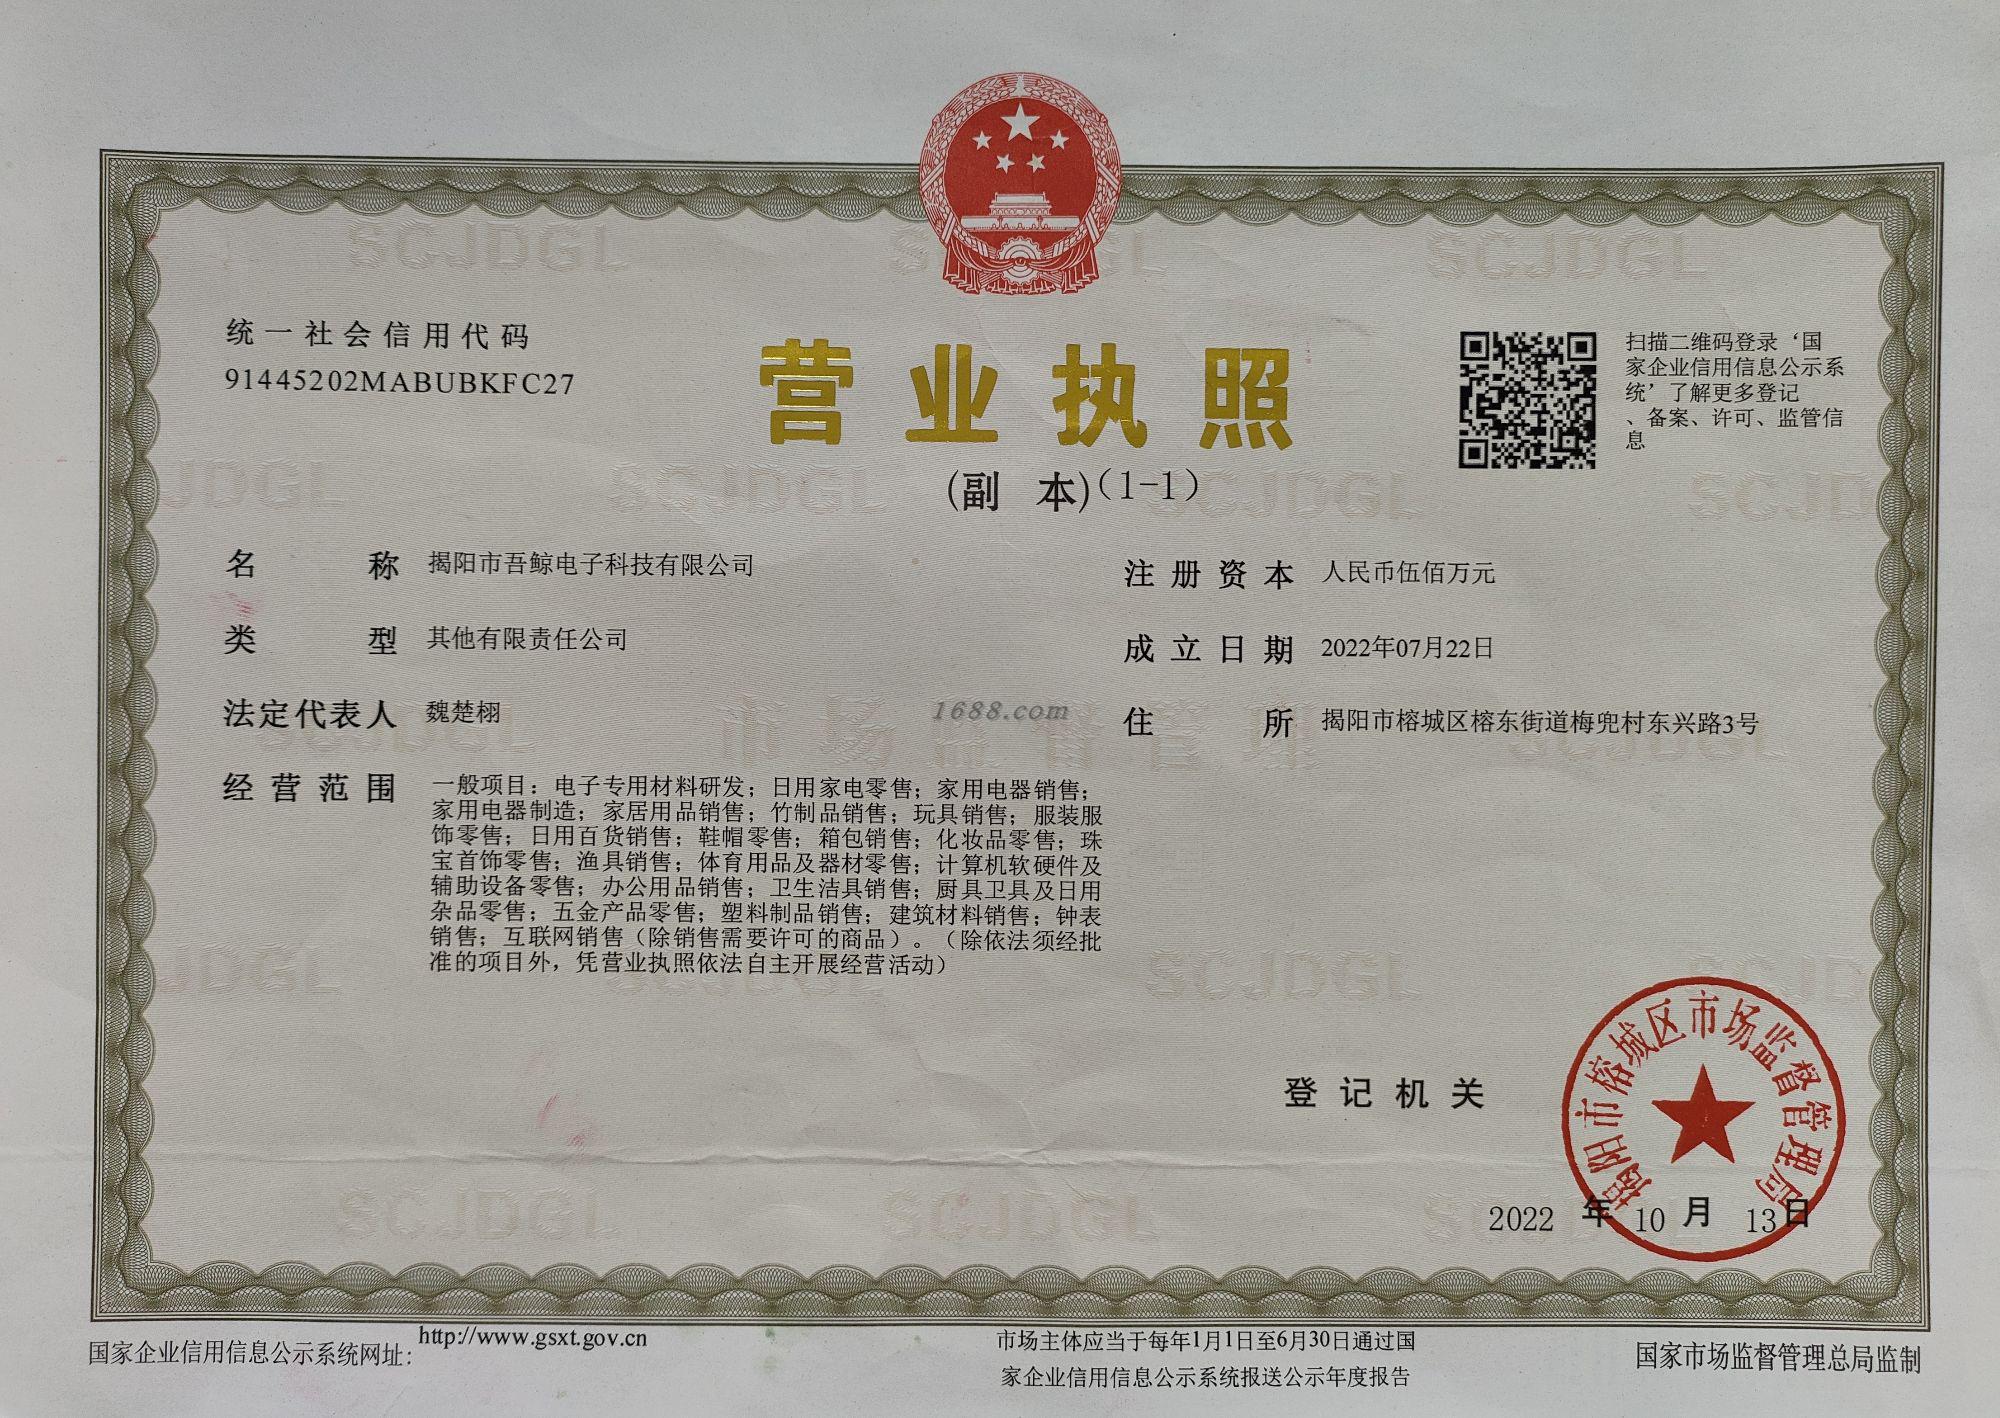 统一社会信用代码
91445202MABUBKFC27
营业执照
(副 本)(1-1)
扫描二维码登录‘国
家企业信用信息公示系
统’了解更多登记
、备案、许可、监管信
息
名 称 揭阳市吾鲸电子科技有限公司
类 型 其他有限责任公司
法定代表人 魏楚栩
经营范围 一般项目：电子专用材料研发；日用家电零售；家用电器销售；
家用电器制造；家居用品销售；竹制品销售；玩具销售；服装服
饰零售；日用百货销售；鞋帽零售；箱包销售；化妆品零售；珠
宝首饰零售；渔具销售；体育用品及器材零售；计算机软硬件及
辅助设备零售；办公用品销售；卫生洁具销售；厨具卫具及日用
杂品零售；五金产品零售；塑料制品销售；建筑材料销售；钟表
销售；互联网销售（除销售需要许可的商品）。（除依法须经批
准的项目外，凭营业执照依法自主开展经营活动）
注册资本 人民币伍佰万元
成立日期 2022年07月22日
住 所 揭阳市榕城区榕东街道梅兜村东兴路3号
1688.com
登记机关
揭阳市榕城区市场监督管理局
2022 年 10 月 13日
国家企业信用信息公示系统网址：http://www.gsxt.gov.cn
市场主体应当于每年1月1日至6月30日通过国
家企业信用信息公示系统报送公示年度报告
国家市场监督管理总局监制
SCJDGL
市场监督管理